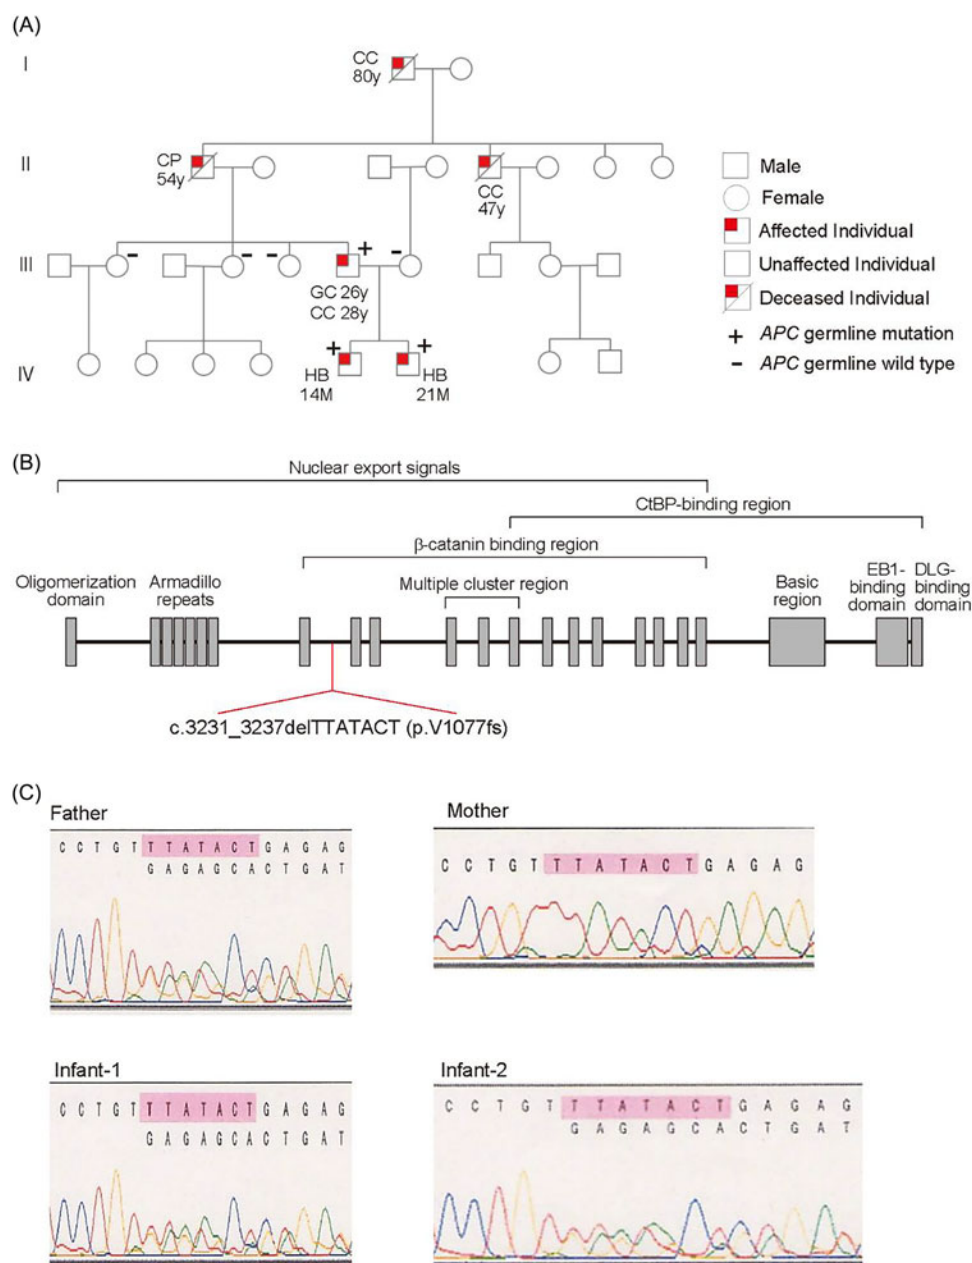 (A)
I
CC
80y
II
CP
54y
CC
47y
III
- - - + -
GC 26y
CC 28y
IV
+ +
HB
14M
HB
21M
Male
Female
Affected Individual
Unaffected Individual
Deceased Individual
+ APC germline mutation
- APC germline wild type
(B)
Nuclear export signals
CtBP-binding region
β-catanin binding region
Multiple cluster region
Oligomerization
domain
Armadillo
repeats
Basic
region
EB1-
binding
domain
DLG-
binding
domain
c.3231_3237delTTATACT (p.V1077fs)
(C)
Father
C C T G T T T A T A C T G A G A G
G A G A G C A C T G A T
Mother
C C T G T T T A T A C T G A G A G
Infant-1
C C T G T T T A T A C T G A G A G
G A G A G C A C T G A T
Infant-2
C C T G T T T A T A C T G A G A G
G A G A G C A C T G A T